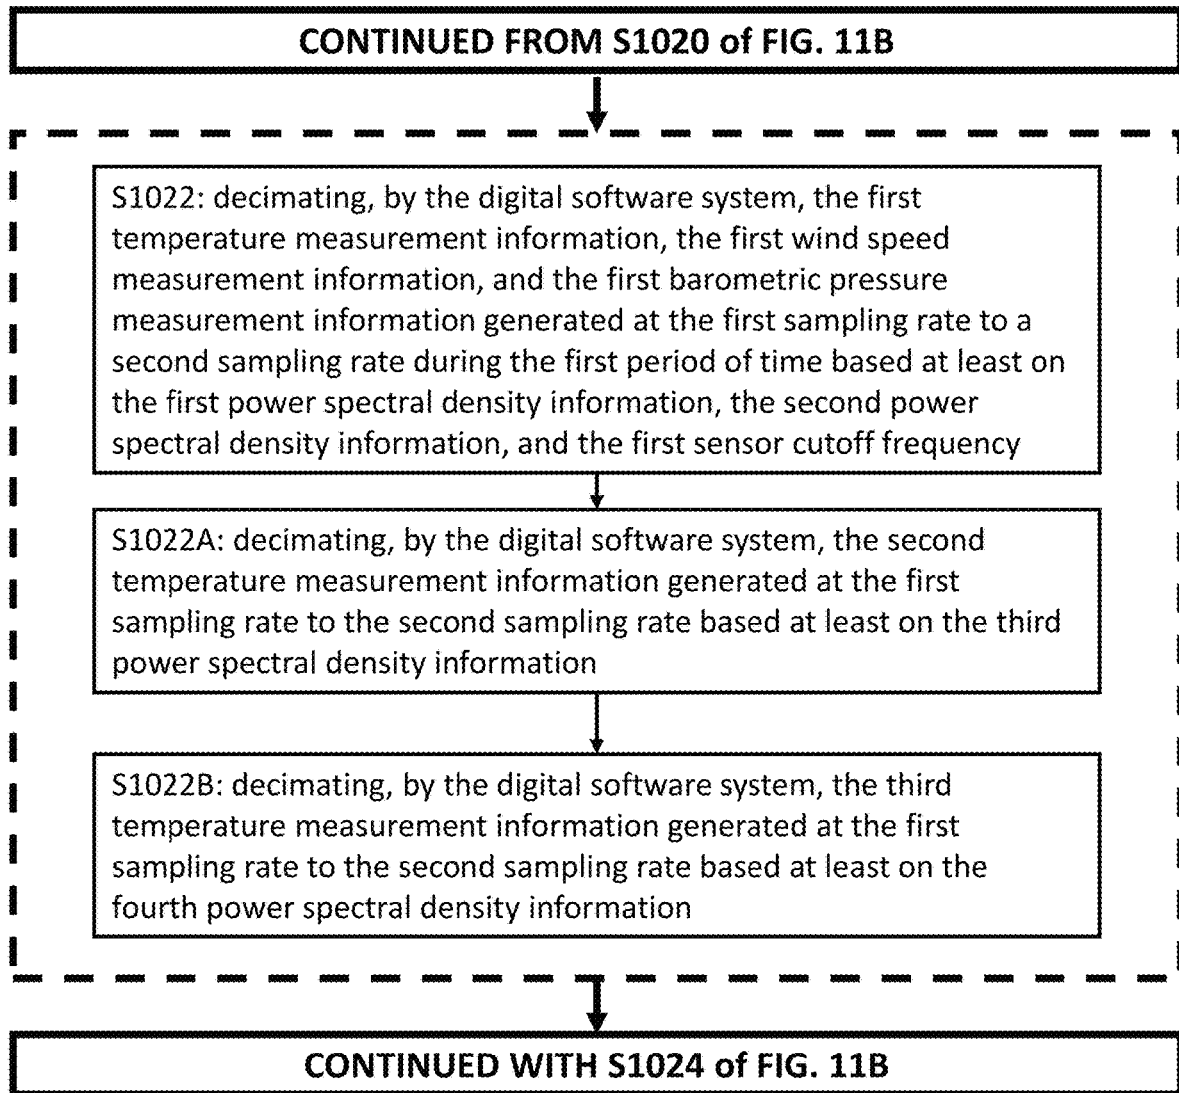 CONTINUED FROM S1020 of FIG. 11B
S1022: decimating, by the digital software system, the first
temperature measurement information, the first wind speed
measurement information, and the first barometric pressure
measurement information generated at the first sampling rate to a
second sampling rate during the first period of time based at least on
the first power spectral density information, the second power
spectral density information, and the first sensor cutoff frequency
S1022A: decimating, by the digital software system, the second
temperature measurement information generated at the first
sampling rate to the second sampling rate based at least on the third
power spectral density information
S1022B: decimating, by the digital software system, the third
temperature measurement information generated at the first
sampling rate to the second sampling rate based at least on the
fourth power spectral density information
CONTINUED WITH S1024 of FIG. 11B